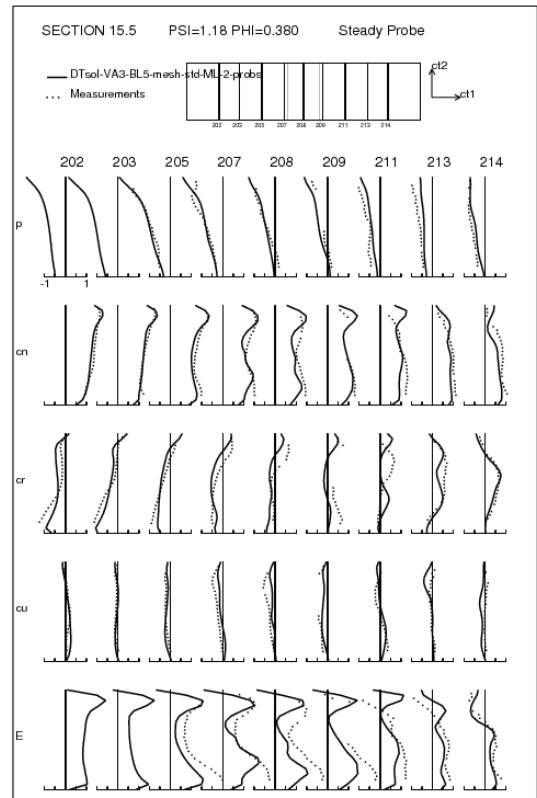 SECTION 15.5 PSI=1.18 PHI=0.380 Steady Probe
DTsol-VA3-BL5-mesh-std-ML-2-probs
Measurements
ct2
ct1
202 203 205 207 208 209 211 213 214
202 203 205 207 208 209 211 213 214
p
-1 1
cn
cr
cu
E